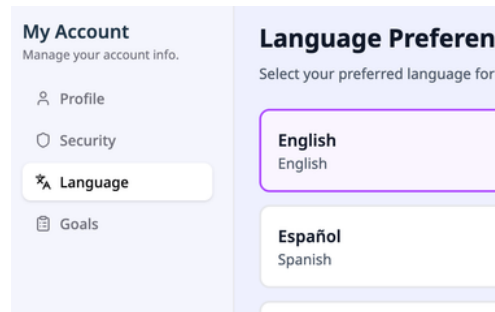 My Account
Manage your account info.
Profile
Security
Language
Goals
Language Preferen
Select your preferred language for
English
English
Español
Spanish